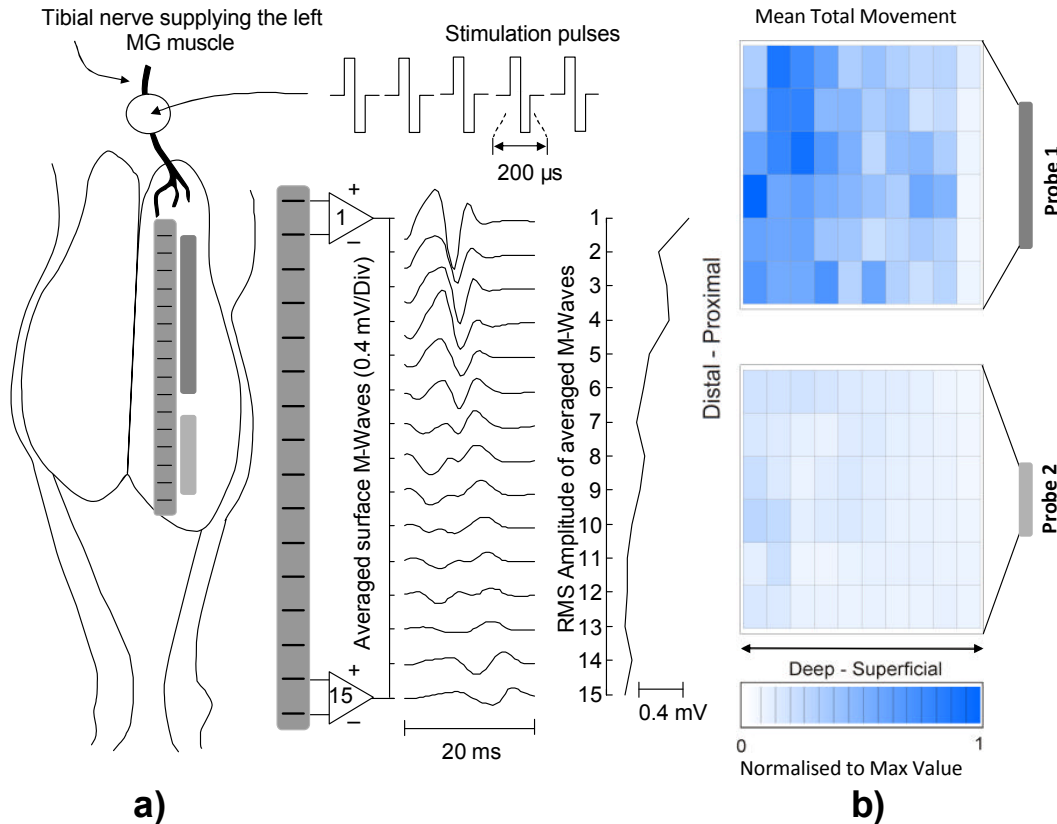 Tibial nerve supplying the left
MG muscle
Stimulation pulses
200 µs
+
1
–
+
15
–
Averaged surface M-Waves (0.4 mV/Div)
20 ms
RMS Amplitude of averaged M-Waves
1
2
3
4
5
6
7
8
9
10
11
12
13
14
15
0.4 mV
a)
Mean Total Movement
Distal - Proximal
Probe 1
Probe 2
Deep - Superficial
0
1
Normalised to Max Value
b)